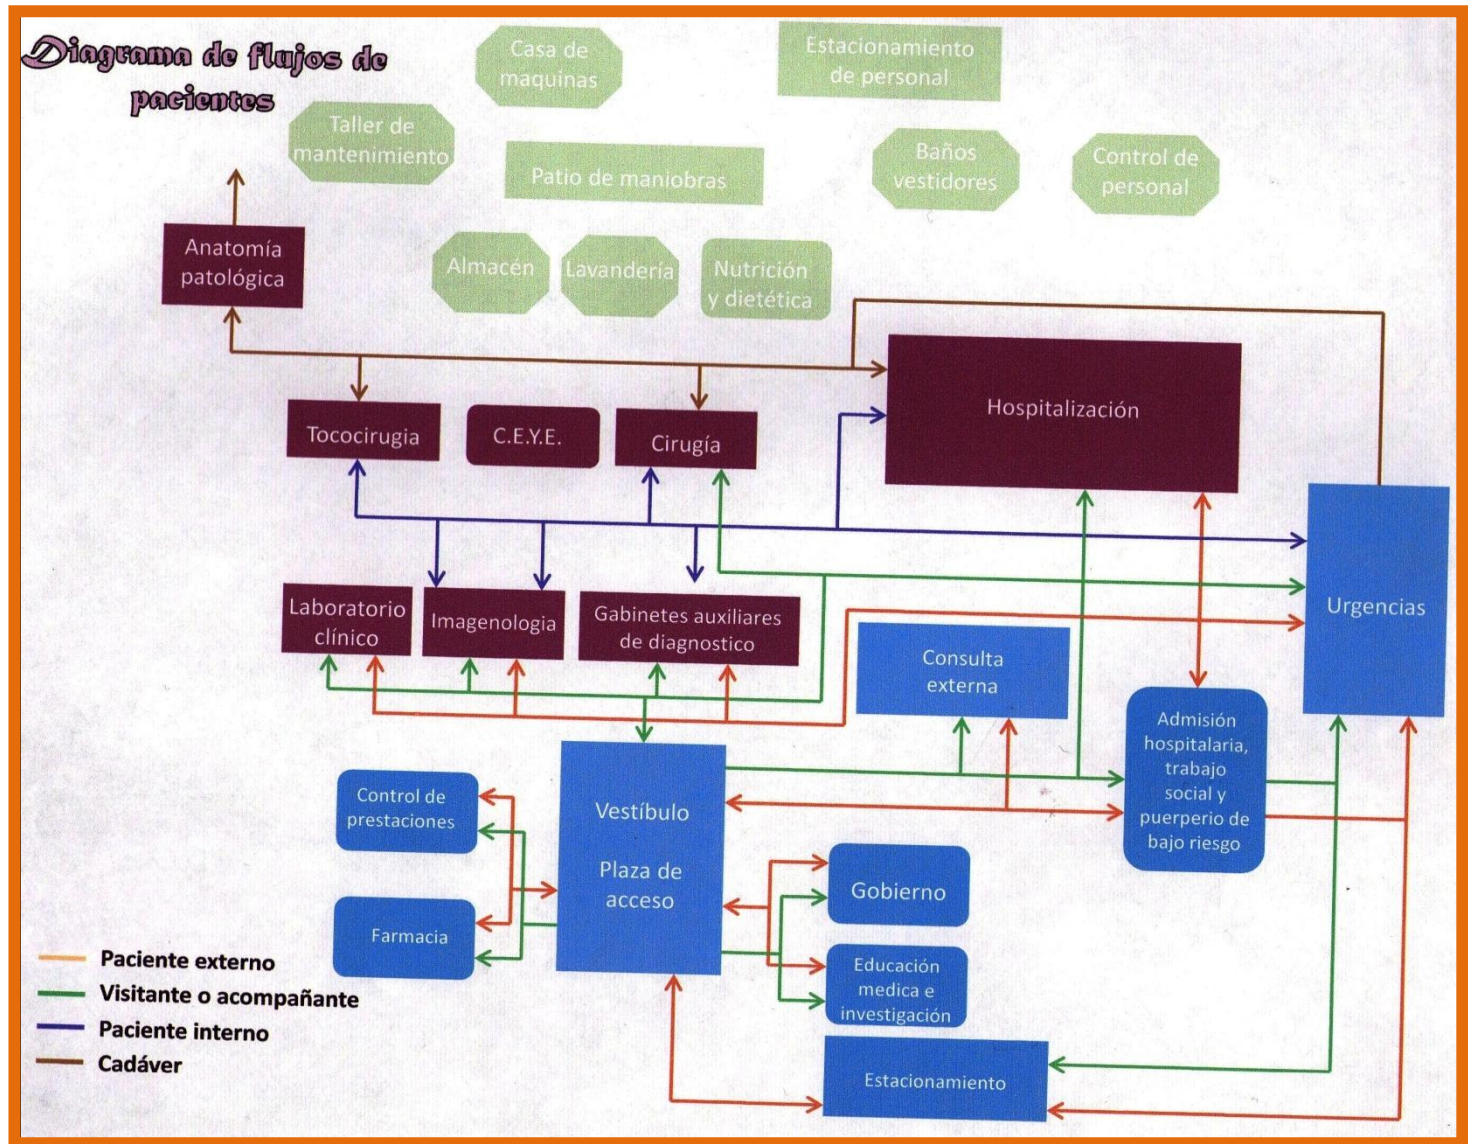 Diagrama de flujos de
pacientes
Casa de
maquinas
Estacionamiento
de personal
Taller de
mantenimiento
Patio de maniobras
Baños
vestidores
Control de
personal
Anatomía
patológica
Almacén
Lavandería
Nutrición
y dietética
Hospitalización
Tococirugia
C.E.Y.E.
Cirugía
Urgencias
Laboratorio
clínico
Imagenologia
Gabinetes auxiliares
de diagnostico
Consulta
externa
Admisión
hospitalaria,
trabajo
social y
puerperio de
bajo riesgo
Control de
prestaciones
Vestíbulo
Plaza de
acceso
Gobierno
Farmacia
Educación
medica e
investigación
Estacionamiento
Paciente externo
Visitante o acompañante
Paciente interno
Cadáver